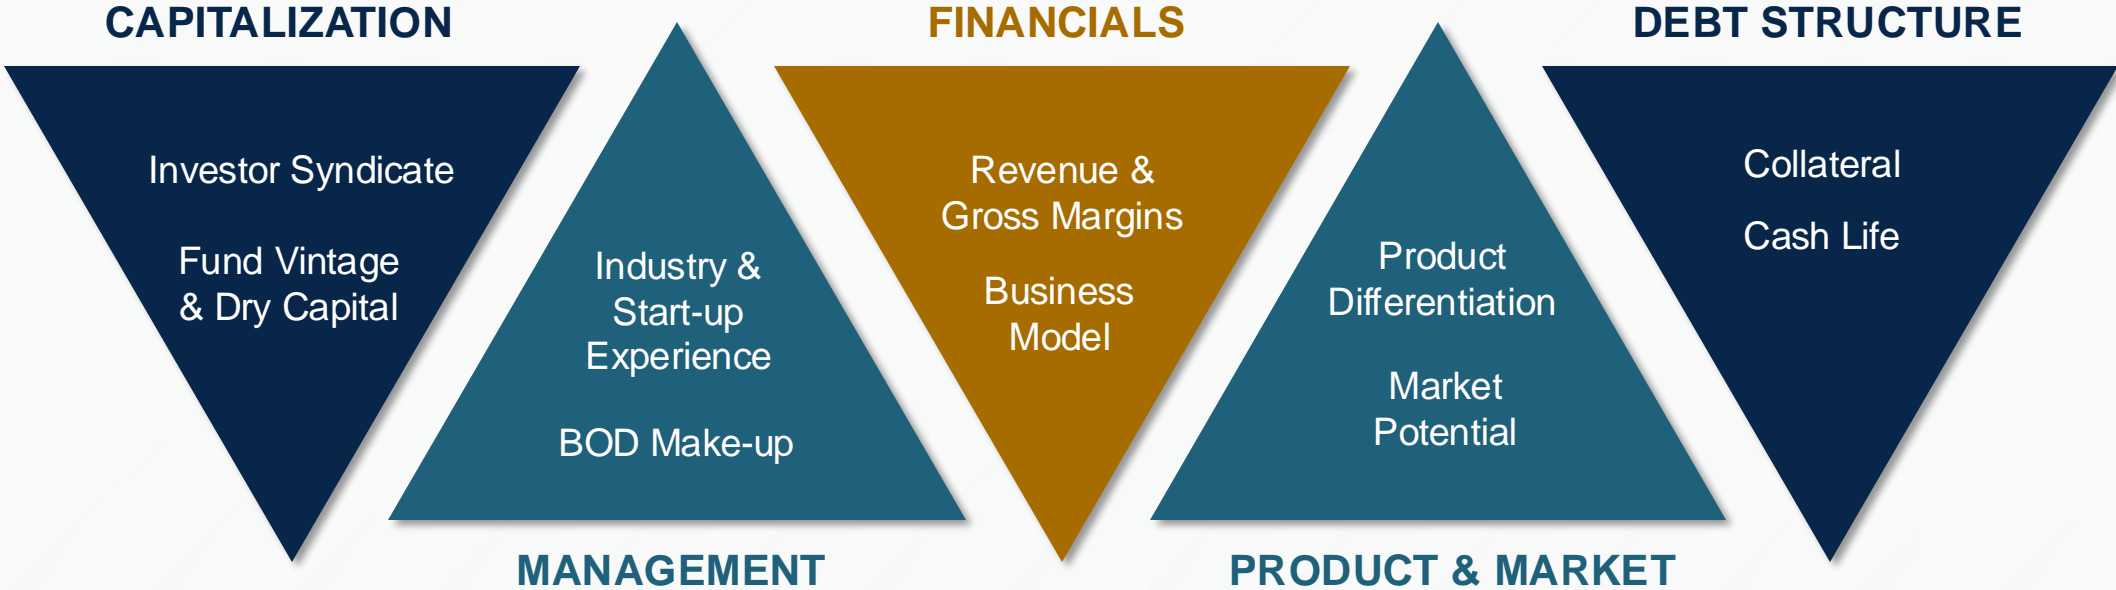 CAPITALIZATION
Investor Syndicate
Fund Vintage
& Dry Capital
Industry &
Start-up
Experience
BOD Make-up
MANAGEMENT
FINANCIALS
Revenue &
Gross Margins
Business
Model
Product
Differentiation
Market
Potential
PRODUCT & MARKET
DEBT STRUCTURE
Collateral
Cash Life